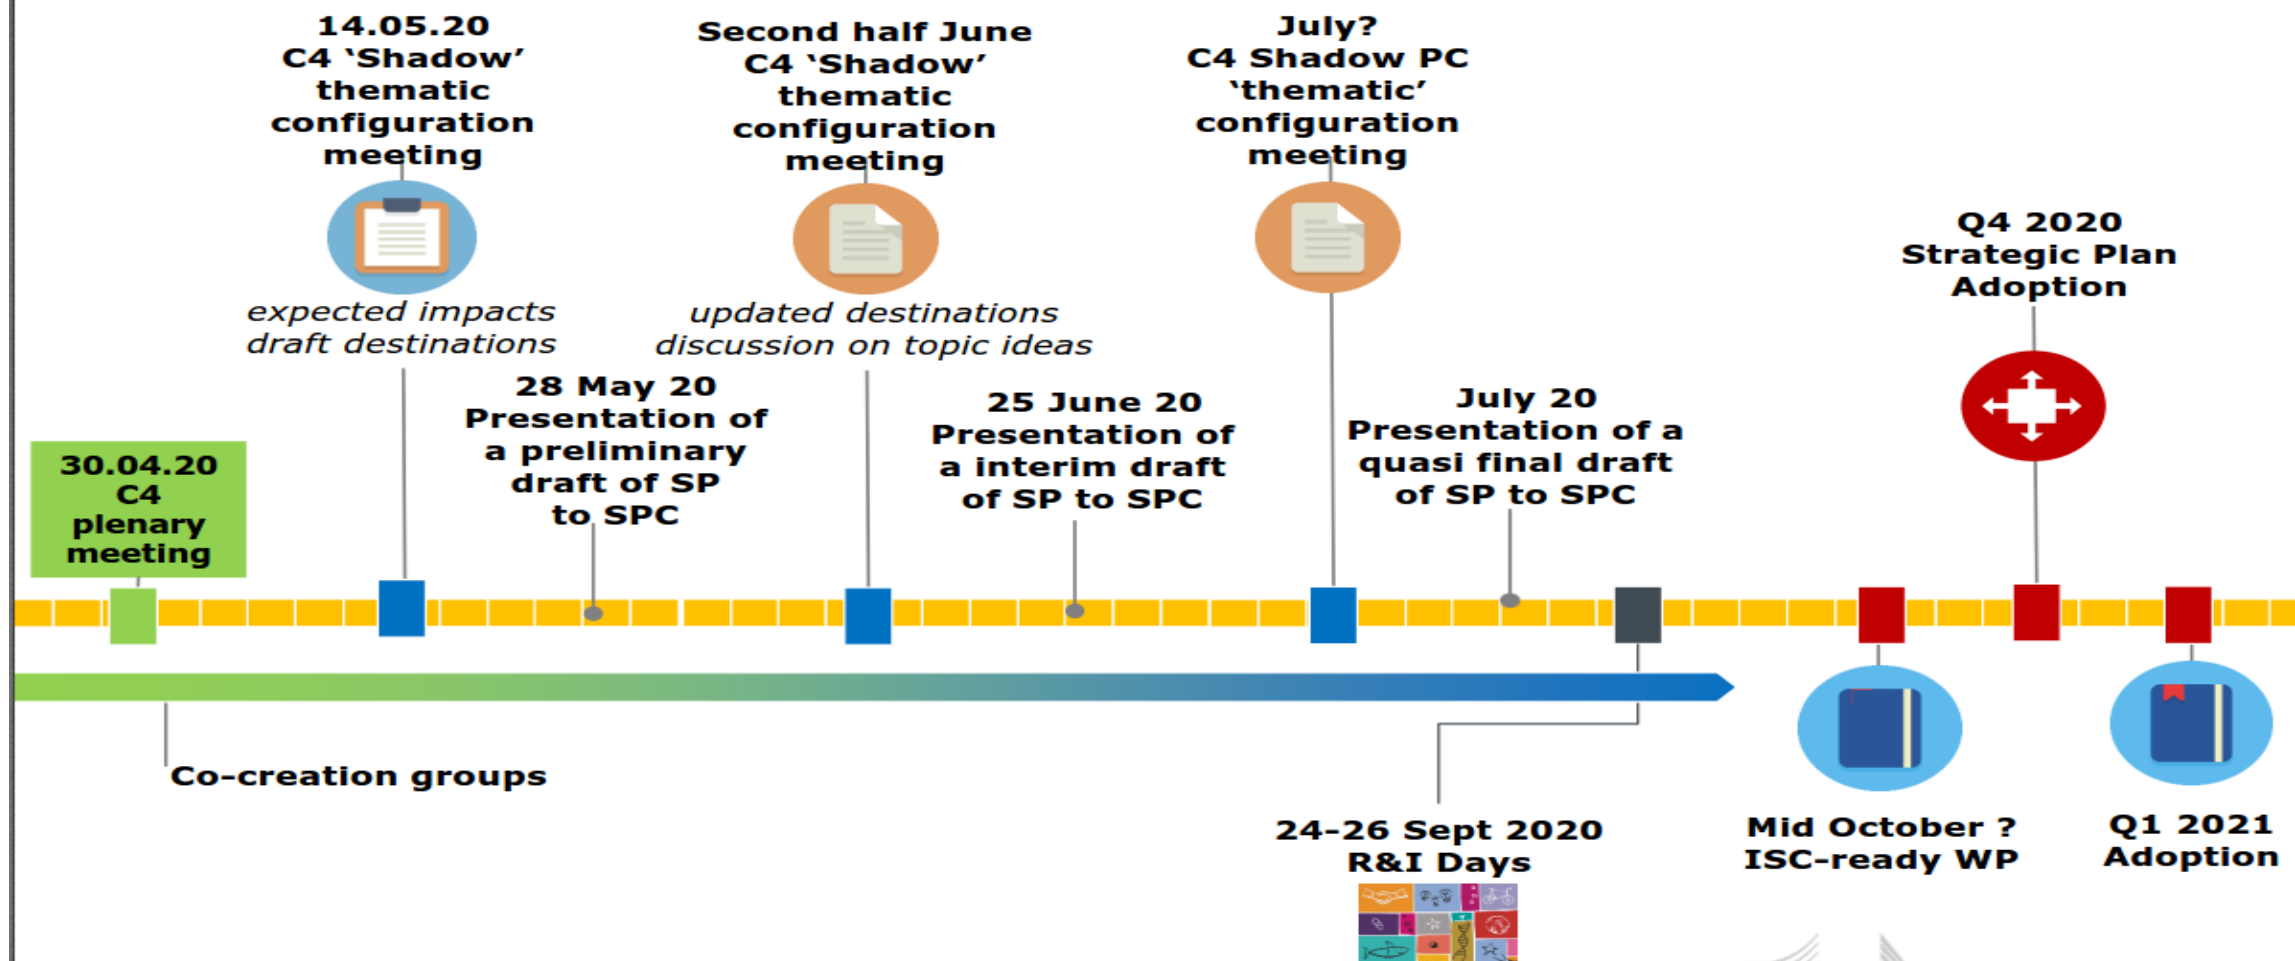 14.05.20
C4 ‘Shadow’
thematic
configuration
meeting
expected impacts
draft destinations
Second half June
C4 ‘Shadow’
thematic
configuration
meeting
updated destinations
discussion on topic ideas
July?
C4 Shadow PC
‘thematic’
configuration
meeting
Q4 2020
Strategic Plan
Adoption
30.04.20
C4
plenary
meeting
28 May 20
Presentation of
a preliminary
draft of SP
to SPC
25 June 20
Presentation of
a interim draft
of SP to SPC
July 20
Presentation of a
quasi final draft
of SP to SPC
Co-creation groups
24-26 Sept 2020
R&I Days
Mid October ?
ISC-ready WP
Q1 2021
Adoption